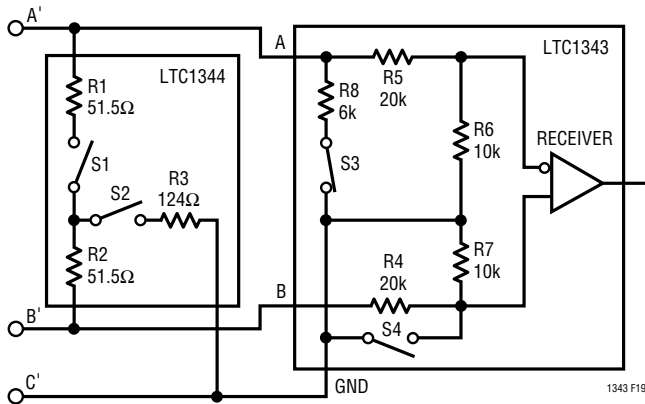 A'
A
LTC1343
LTC1344
R1
51.5Ω
R8
6k
R5
20k
R6
10k
RECEIVER
S1
S3
S2
R3
124Ω
R2
51.5Ω
R4
20k
R7
10k
B
S4
B'
C'
GND
1343 F19